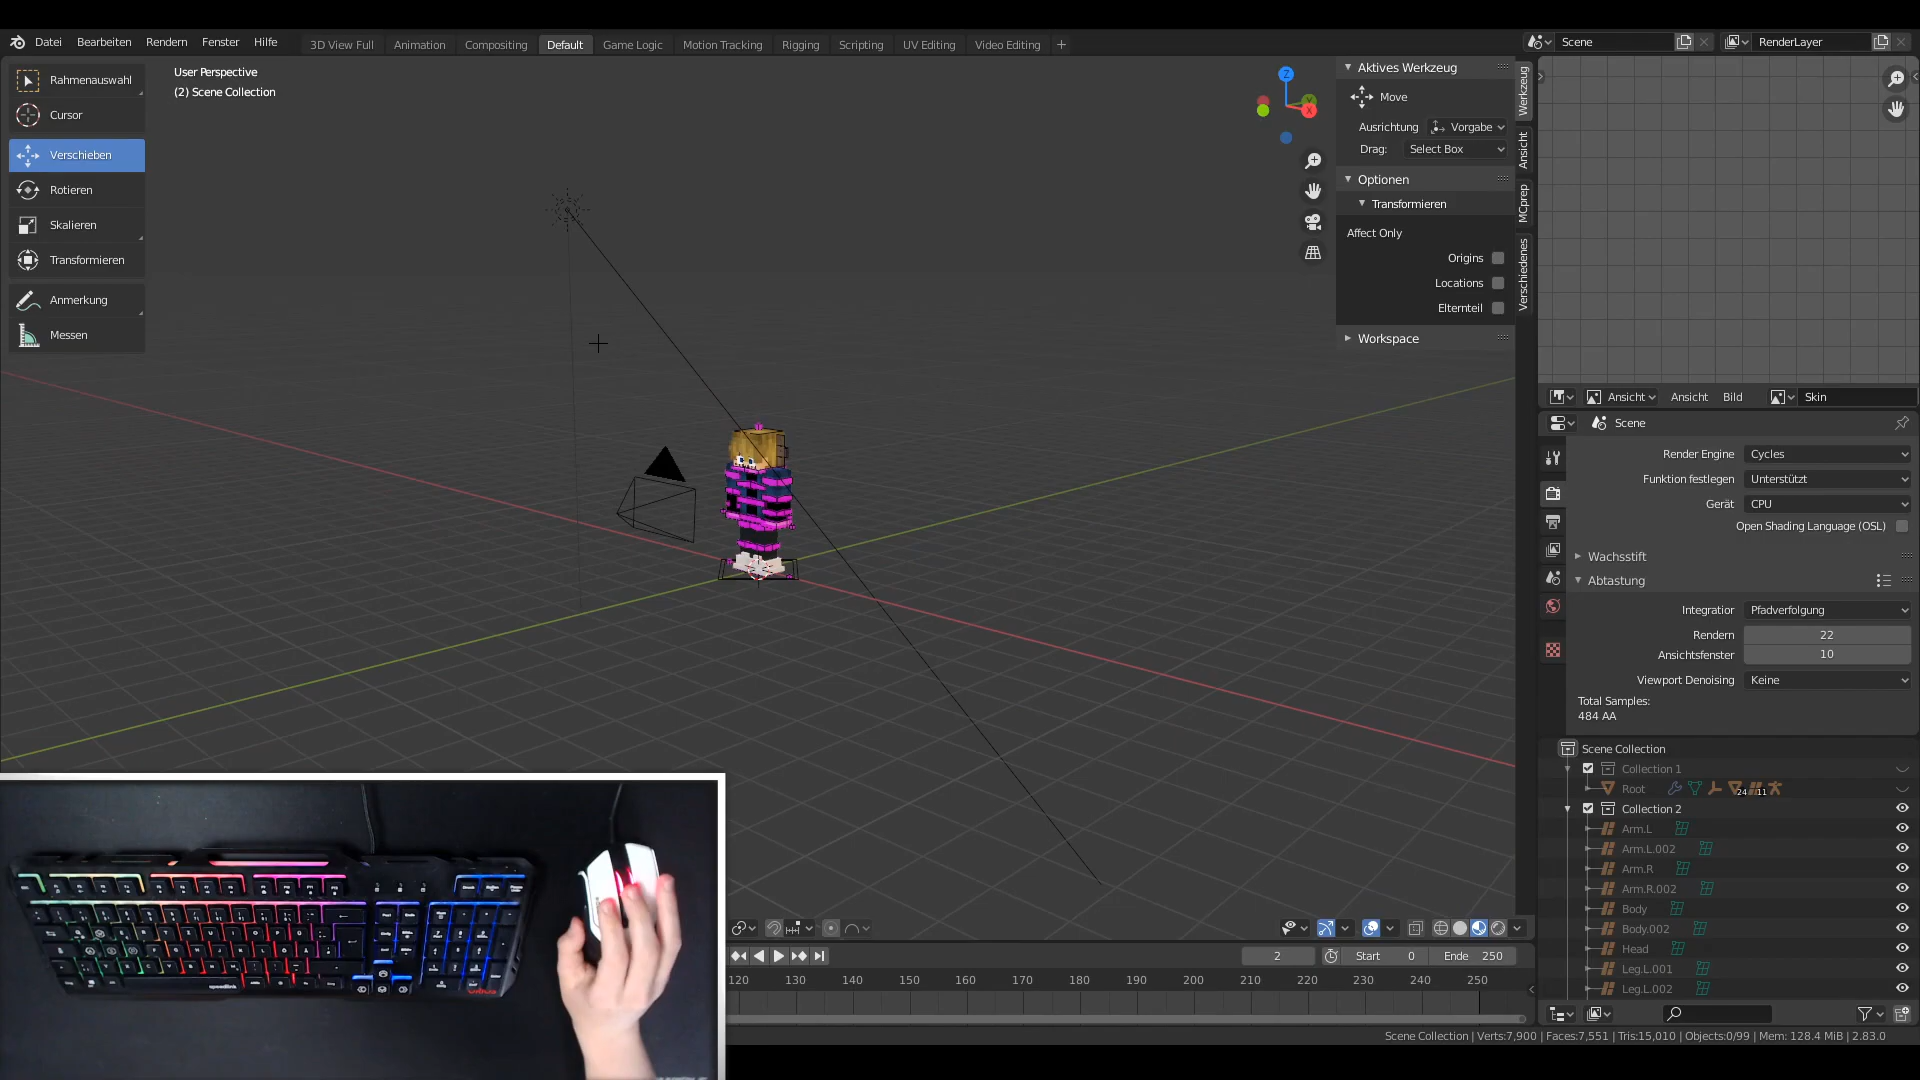 Datei Bearbeiten Rendern Fenster Hilfe
3D View Full Animation Compositing Default Game Logic Motion Tracking Rigging Scripting UV Editing Video Editing
Scene
RenderLayer
Rahmenauswahl
Cursor
Verschieben
Rotieren
Skalieren
Transformieren
Anmerkung
Messen
User Perspective
(2) Scene Collection
Z
Y
X
Aktives Werkzeug
Move
Ausrichtung Vorgabe
Drag: Select Box
Optionen
Transformieren
Affect Only
Origins
Locations
Elternteil
Workspace
Werkzeug
Ansicht
MCprep
Verschiedenes
Ansicht Ansicht Bild Skin
Scene
Render Engine Cycles
Funktion festlegen Unterstützt
Gerät CPU
Open Shading Language (OSL)
Wachsstift
Abtastung
Integratior Pfadverfolgung
Rendern 22
Ansichtsfenster 10
Viewport Denoising Keine
Total Samples:
484 AA
Scene Collection
Collection 1
Root 24 11
Collection 2
Arm.L
Arm.L.002
Arm.R
Arm.R.002
Body
Body.002
Head
Leg.L.001
Leg.L.002
2 Start 0 Ende 250
120 130 140 150 160 170 180 190 200 210 220 230 240 250
Scene Collection | Verts:7,900 | Faces:7,551 | Tris:15,010 | Objects:0/99 | Mem: 128.4 MiB | 2.83.0
speedlink